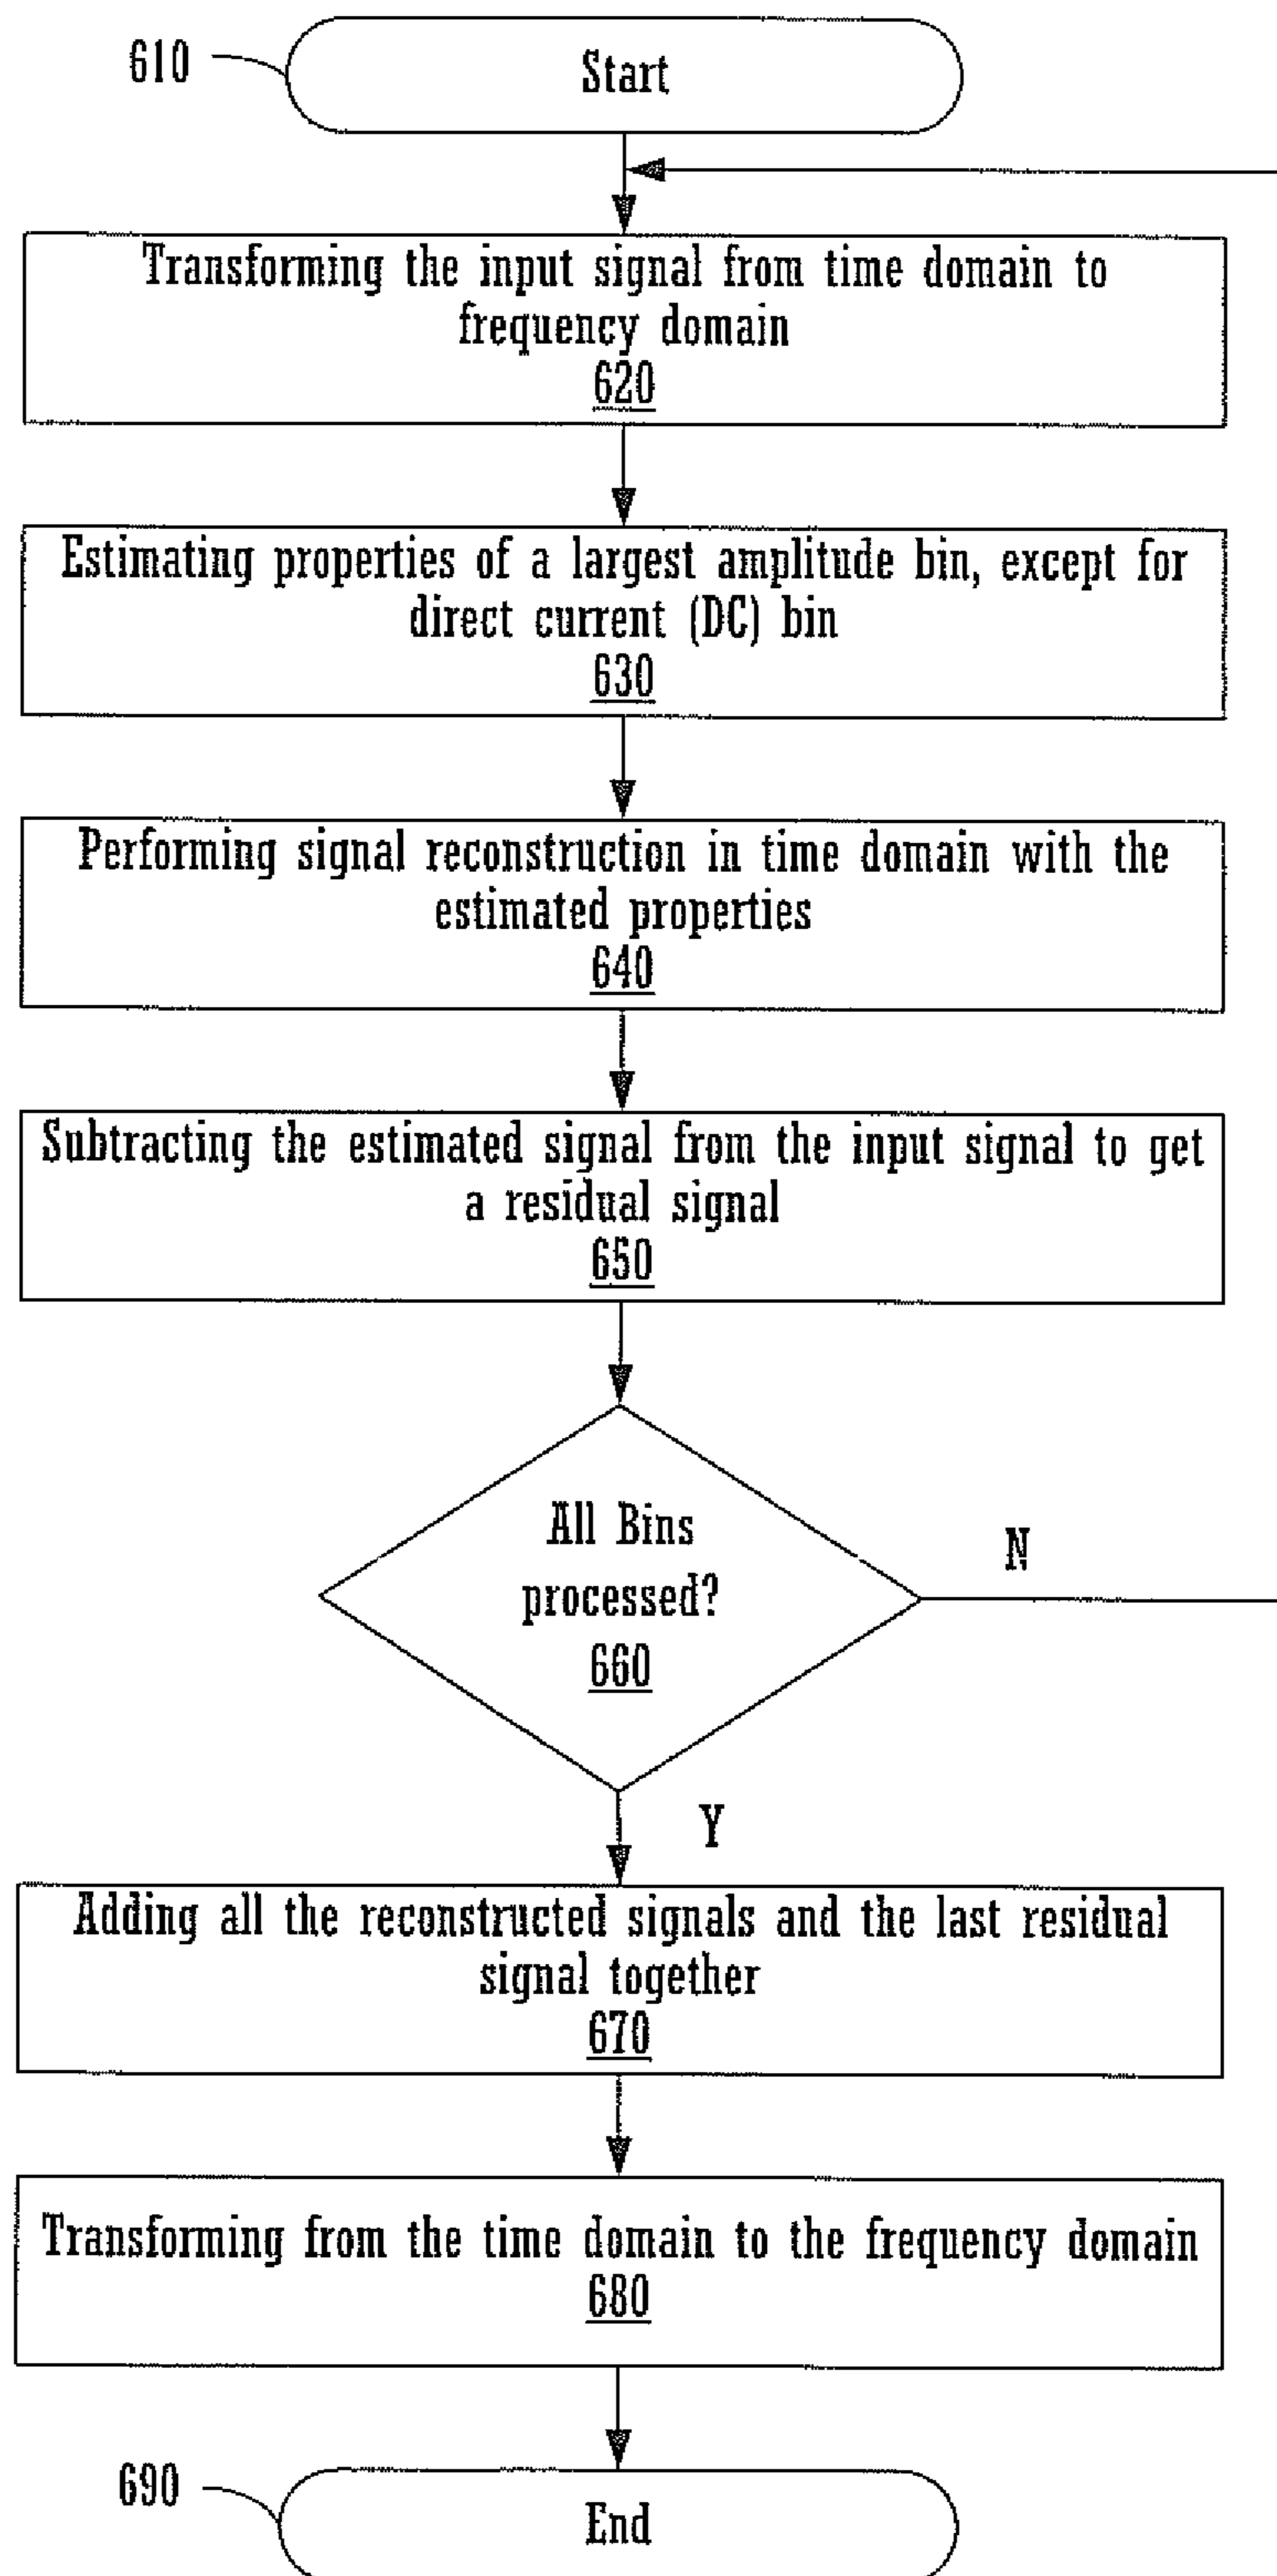 610
Start
Transforming the input signal from time domain to
frequency domain
620
Estimating properties of a largest amplitude bin, except for
direct current (DC) bin
630
Performing signal reconstruction in time domain with the
estimated properties
640
Subtracting the estimated signal from the input signal to get
a residual signal
650
All Bins
processed?
660
N
Y
Adding all the reconstructed signals and the last residual
signal together
670
Transforming from the time domain to the frequency domain
680
690
End